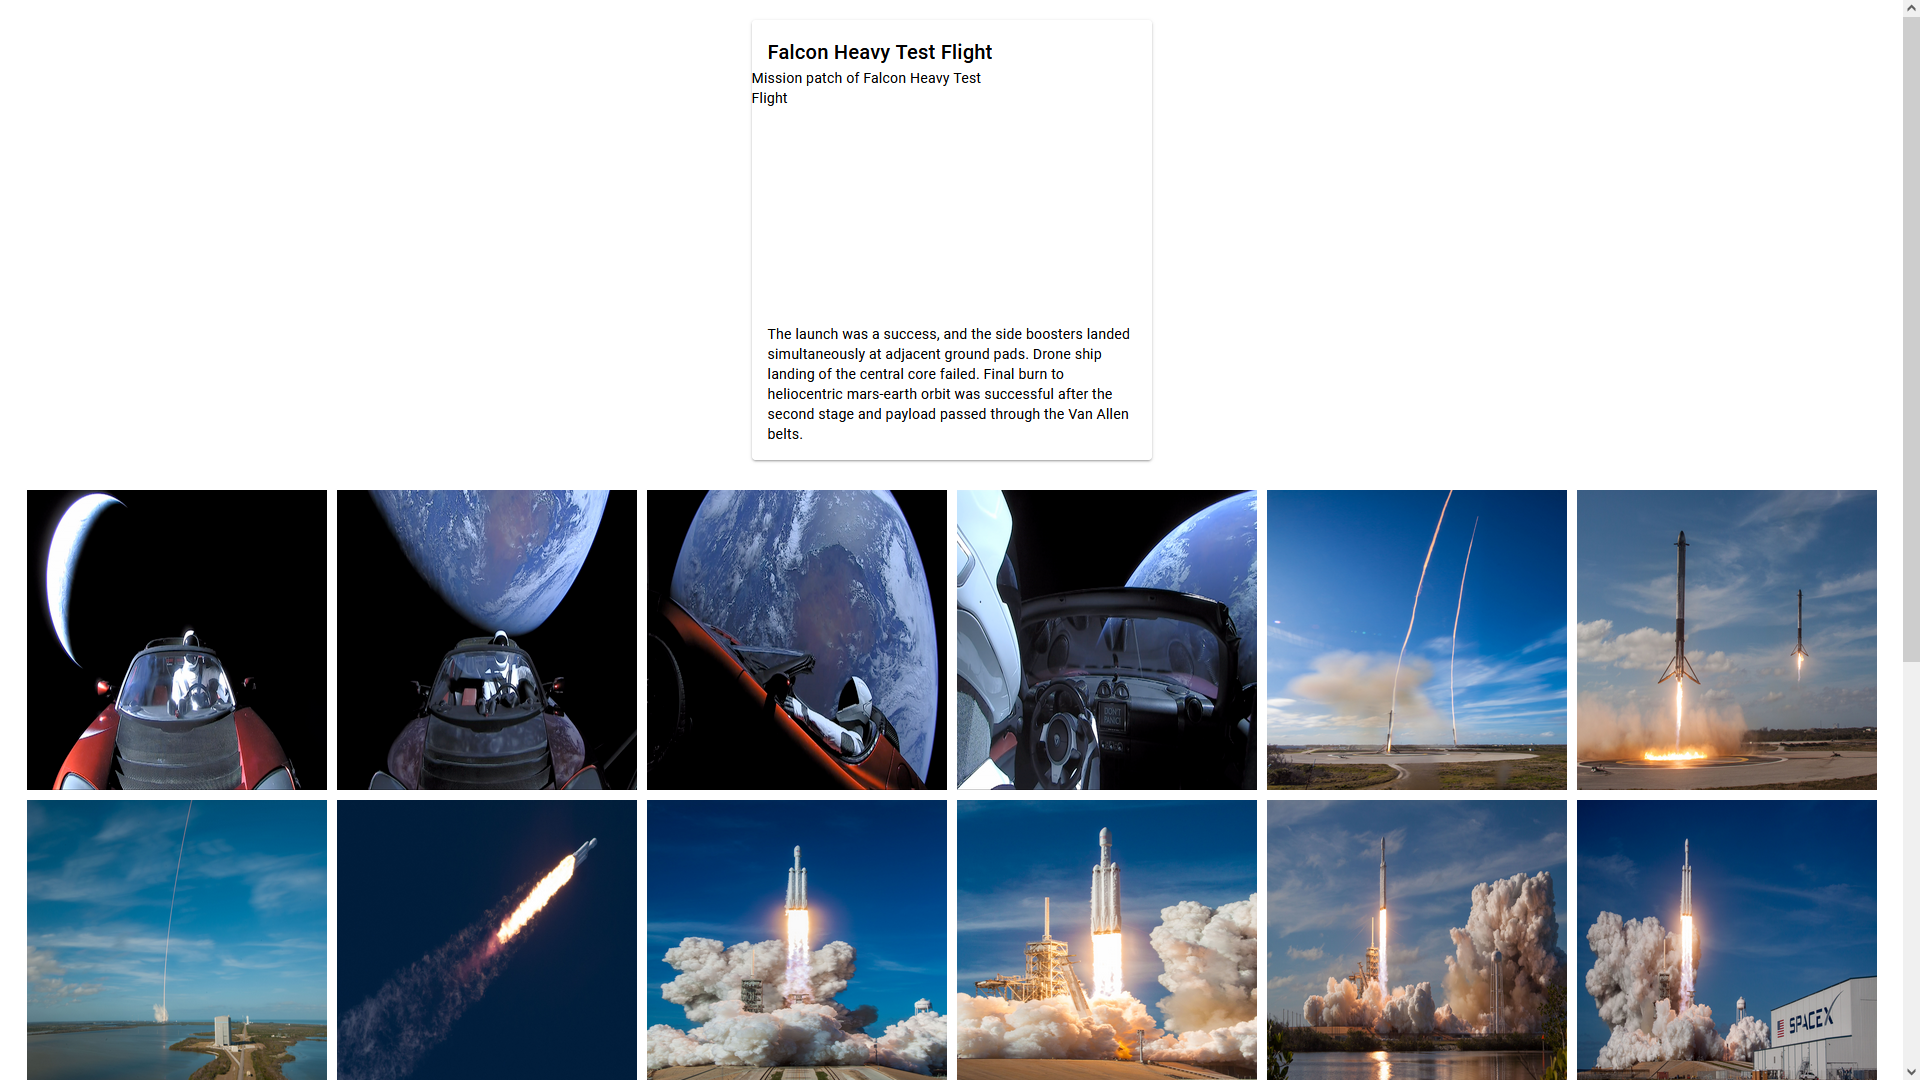 Falcon Heavy Test Flight
Mission patch of Falcon Heavy Test
Flight
The launch was a success, and the side boosters landed
simultaneously at adjacent ground pads. Drone ship
landing of the central core failed. Final burn to
heliocentric mars-earth orbit was successful after the
second stage and payload passed through the Van Allen
belts.
DON'T
PANIC!
SPACEX